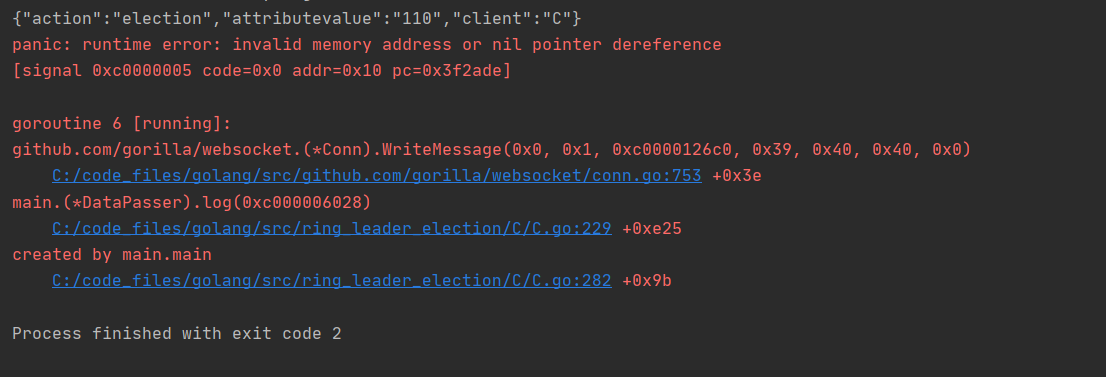 {"action":"election","attributevalue":"110","client":"C"}
panic: runtime error: invalid memory address or nil pointer dereference
[signal 0xc0000005 code=0x0 addr=0x10 pc=0x3f2ade]
goroutine 6 [running]:
github.com/gorilla/websocket.(*Conn).WriteMessage(0x0, 0x1, 0xc0000126c0, 0x39, 0x40, 0x40, 0x0)
C:/code_files/golang/src/github.com/gorilla/websocket/conn.go:753 +0x3e
main.(*DataPasser).log(0xc000006028)
C:/code_files/golang/src/ring_leader_election/C/C.go:229 +0xe25
created by main.main
C:/code_files/golang/src/ring_leader_election/C/C.go:282 +0x9b
Process finished with exit code 2